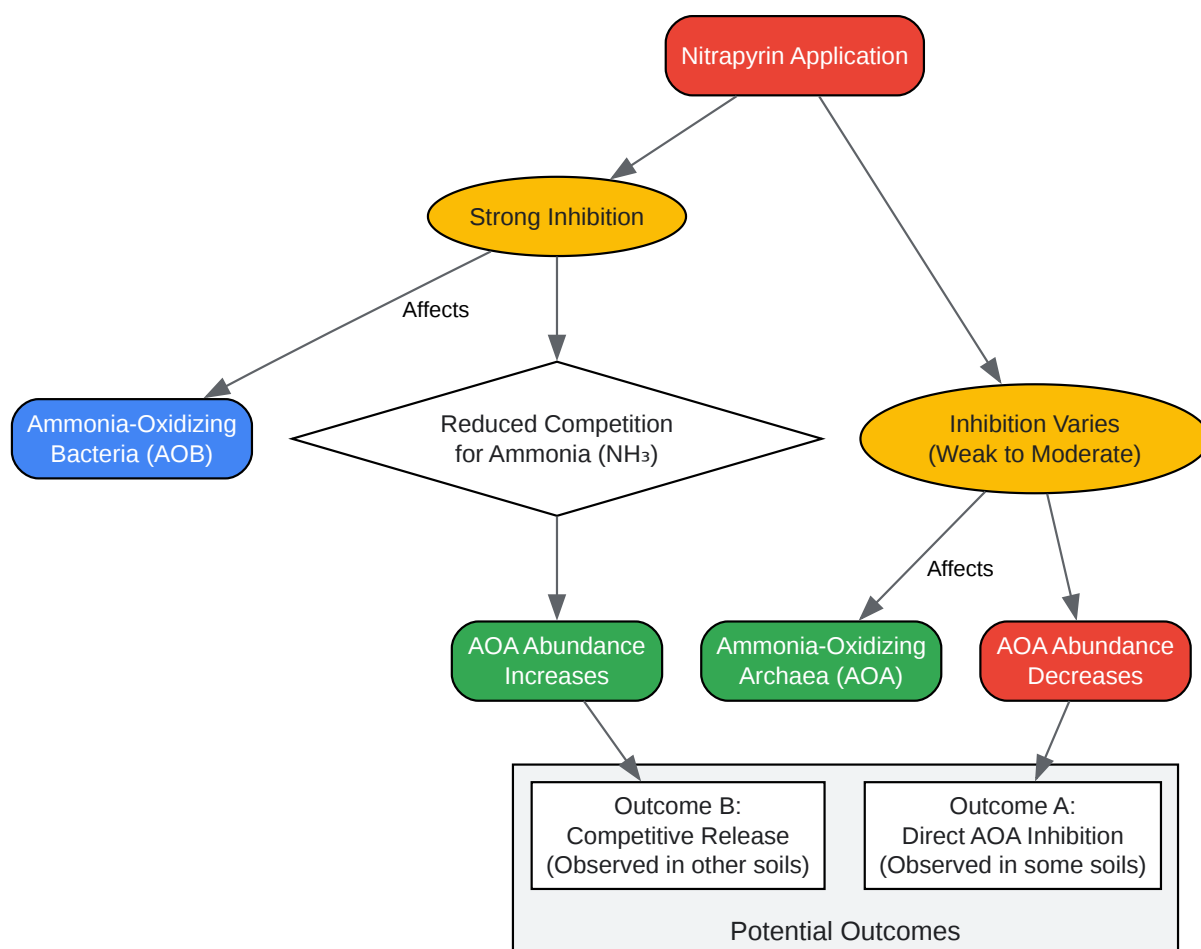 Nitrapyrin Application
Strong Inhibition
Affects
Ammonia-Oxidizing
Bacteria (AOB)
Reduced Competition
for Ammonia (NH₃)
Inhibition Varies
(Weak to Moderate)
Affects
AOA Abundance
Increases
Ammonia-Oxidizing
Archaea (AOA)
AOA Abundance
Decreases
Outcome B:
Competitive Release
(Observed in other soils)
Outcome A:
Direct AOA Inhibition
(Observed in some soils)
Potential Outcomes